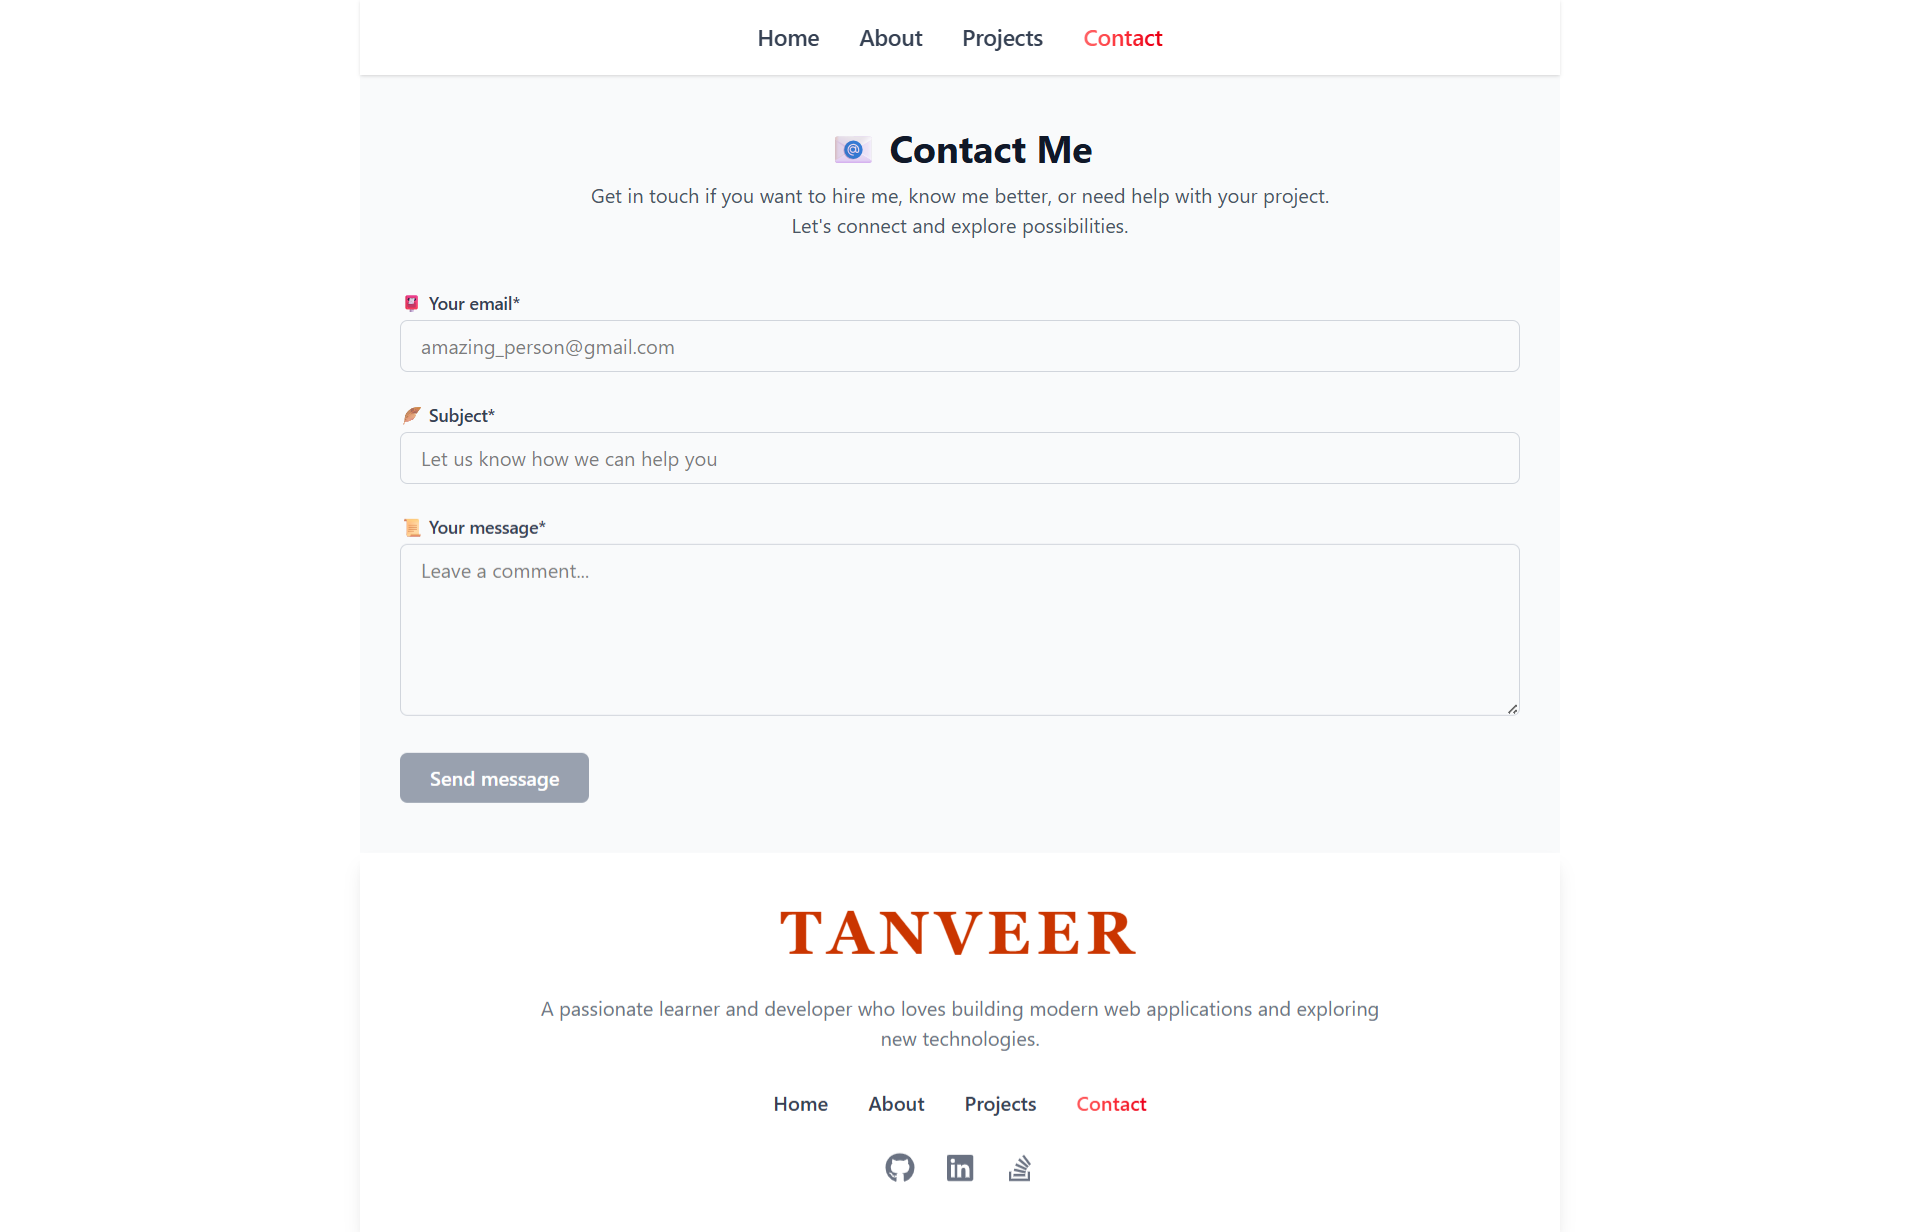 Home About Projects Contact
Contact Me
Get in touch if you want to hire me, know me better, or need help with your project.
Let's connect and explore possibilities.
Your email*
amazing_person@gmail.com
Subject*
Let us know how we can help you
Your message*
Leave a comment...
Send message
TANVEER
A passionate learner and developer who loves building modern web applications and exploring
new technologies.
Home About Projects Contact